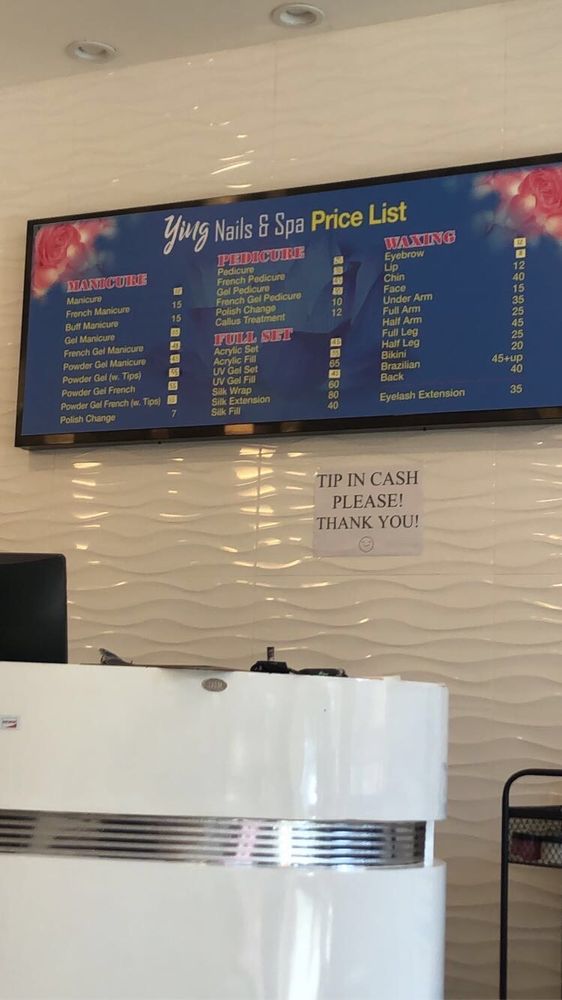 Ying Nails & Spa Price List
MANICURE
Manicure
French Manicure 15
Buff Manicure 15
Gel Manicure
French Gel Manicure
Powder Gel Manicure
Powder Gel (w. Tips)
Powder Gel French
Powder Gel French (w. Tips)
Polish Change 7
PEDICURE
Pedicure
French Pedicure
Gel Pedicure
French Gel Pedicure
Polish Change 10
Callus Treatment 12
FULL SET
Acrylic Set
Acrylic Fill
UV Gel Set 65
UV Gel Fill
Silk Wrap 60
Silk Extension 80
Silk Fill 40
WAXING
Eyebrow
Lip
Chin 12
Face 40
Under Arm 15
Full Arm 35
Half Arm 25
Full Leg 45
Half Leg 25
Bikini 20
Brazilian 45+up
Back 40
Eyelash Extension 35
TIP IN CASH
PLEASE!
THANK YOU!